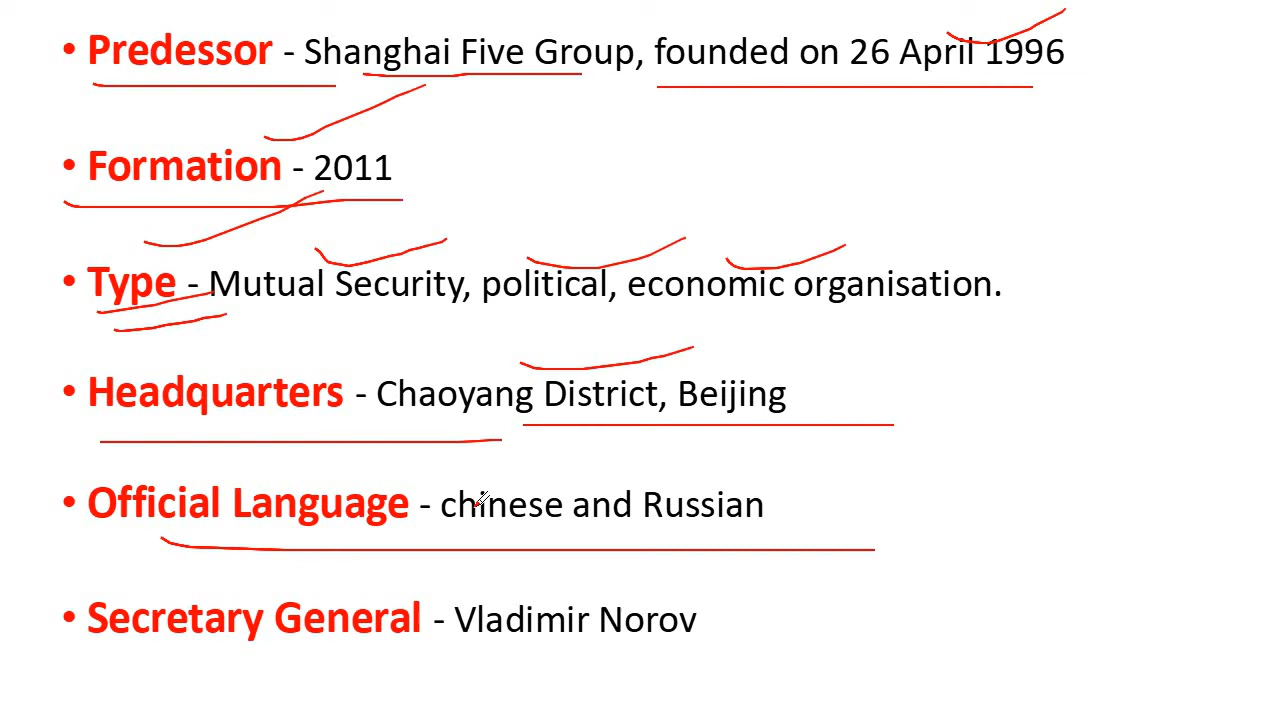 • Predessor - Shanghai Five Group, founded on 26 April 1996
• Formation - 2011
• Type - Mutual Security, political, economic organisation.
• Headquarters - Chaoyang District, Beijing
• Official Language - chinese and Russian
• Secretary General - Vladimir Norov